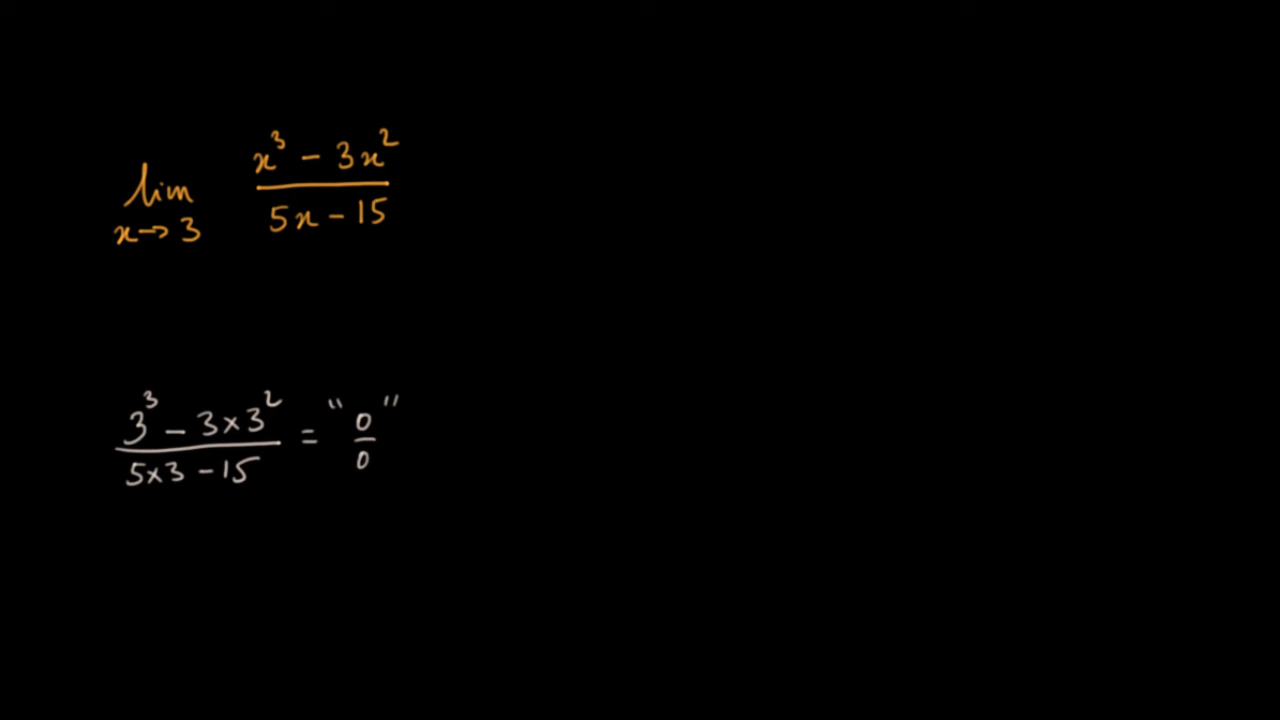 lim x→3 (x³ - 3x²)/(5x - 15)
(3³ - 3×3²)/(5×3 - 15) = "0/0"